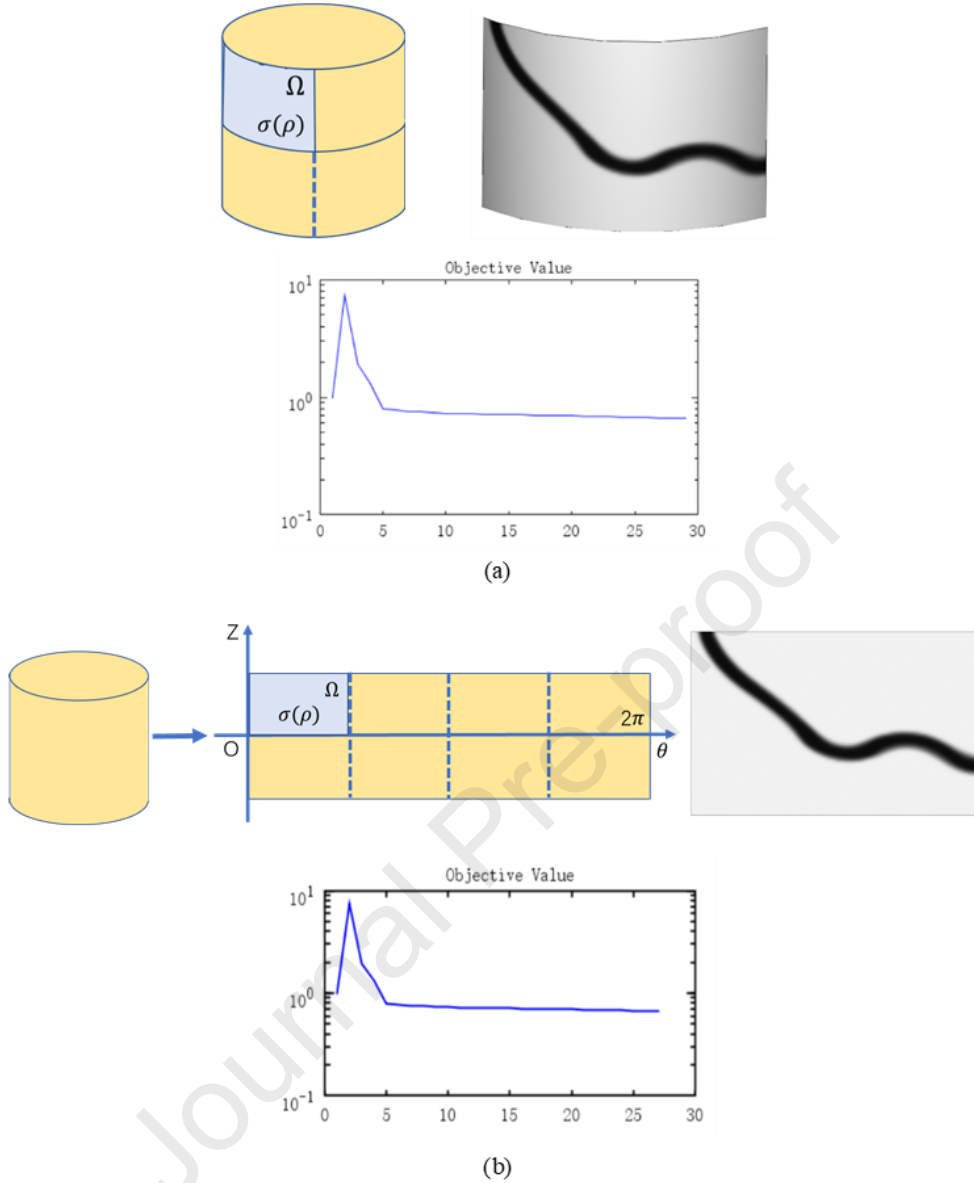 Ω
σ(ρ)
Objective Value
10^1
10^0
10^-1
0 5 10 15 20 25 30
(a)
Z
Ω
σ(ρ)
2π
O
θ
Objective Value
10^1
10^0
10^-1
0 5 10 15 20 25 30
(b)
Journal Pre-proof